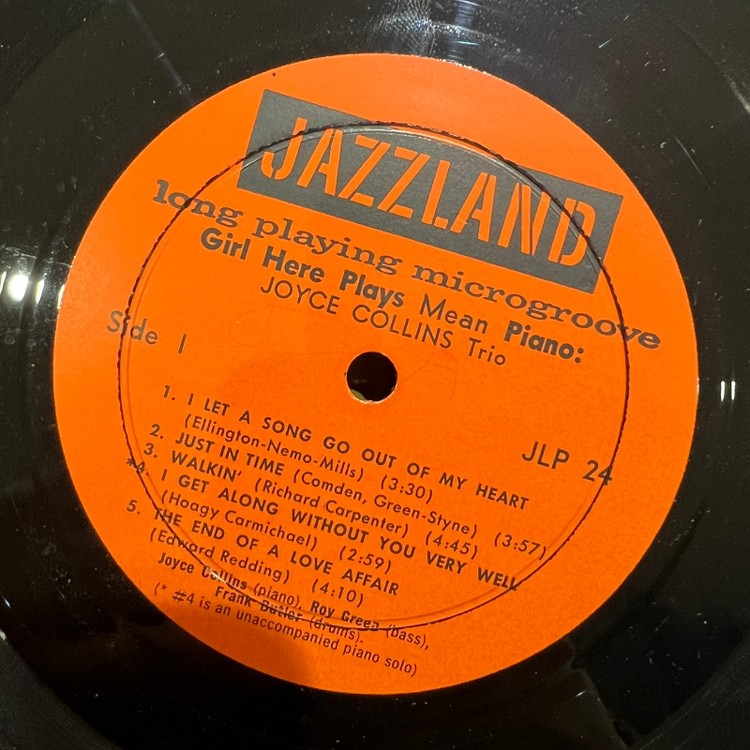 JAZZLAND
long playing microgroove
Girl Here Plays Mean Piano:
JOYCE COLLINS Trio
Side 1
JLP 24
1. I LET A SONG GO OUT OF MY HEART
(Ellington-Nemo-Mills) (3:30)
2. JUST IN TIME (Comden, Green-Styne) (3:57)
3. WALKIN' (Richard Carpenter) (4:45)
*4. I GET ALONG WITHOUT YOU VERY WELL
(Hoagy Carmichael) (2:59)
5. THE END OF A LOVE AFFAIR
(Edward Redding) (4:10)
Joyce Collins (piano), Roy Green (bass),
Frank Butler (drums).
(* #4 is an unaccompanied piano solo)